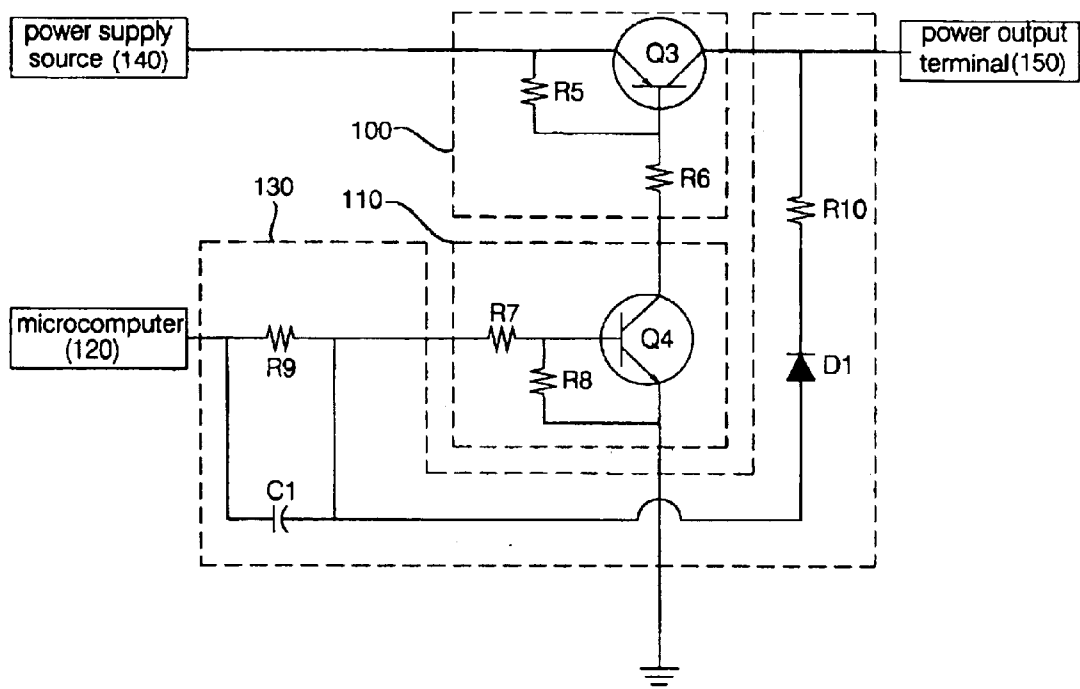 power supply
source (140)
Q3
power output
terminal(150)
R5
100
R6
130
110
R10
microcomputer
(120)
R7
R9
Q4
R8
D1
C1